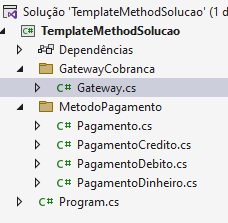 Solução 'TemplateMethodSolucao' (1 d
C# TemplateMethodSolucao
Dependências
GatewayCobranca
C# Gateway.cs
MetodoPagamento
C# Pagamento.cs
C# PagamentoCredito.cs
C# PagamentoDebito.cs
C# PagamentoDinheiro.cs
C# Program.cs